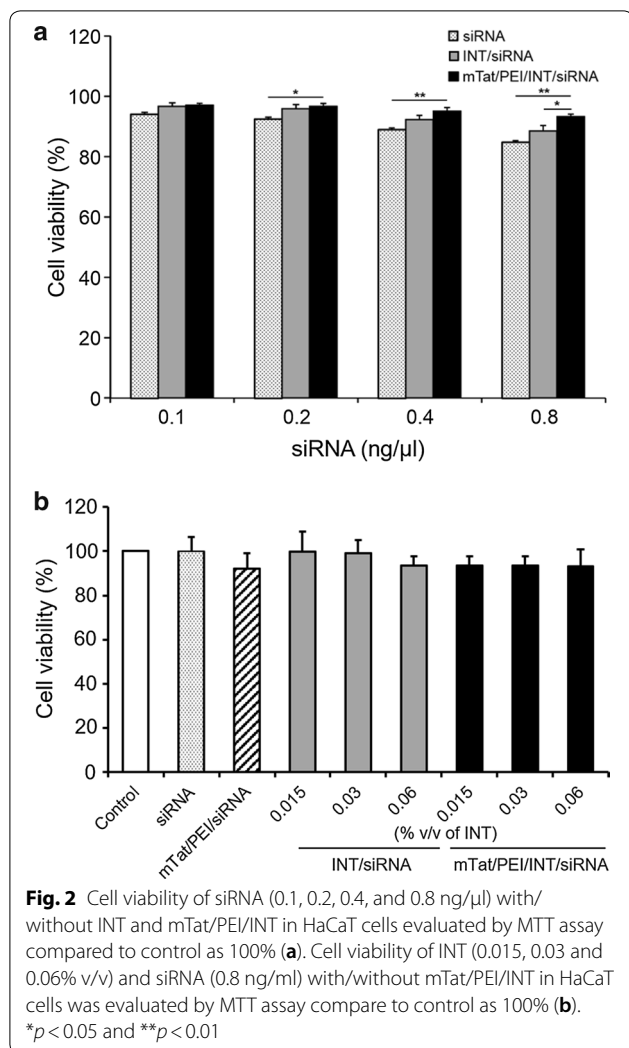 a
siRNA
INT/siRNA
mTat/PEI/INT/siRNA
120
100
80
60
40
20
0
Cell viability (%)
*
**
**
*
0.1 0.2 0.4 0.8
siRNA (ng/µl)
b
120
100
80
60
40
20
0
Cell viability (%)
Control siRNA mTat/PEI/siRNA 0.015 0.03 0.06 0.015 0.03 0.06
(% v/v of INT)
INT/siRNA mTat/PEI/INT/siRNA
Fig. 2 Cell viability of siRNA (0.1, 0.2, 0.4, and 0.8 ng/µl) with/
without INT and mTat/PEI/INT in HaCaT cells evaluated by MTT assay
compared to control as 100% (a). Cell viability of INT (0.015, 0.03 and
0.06% v/v) and siRNA (0.8 ng/ml) with/without mTat/PEI/INT in HaCaT
cells was evaluated by MTT assay compare to control as 100% (b).
*p < 0.05 and **p < 0.01